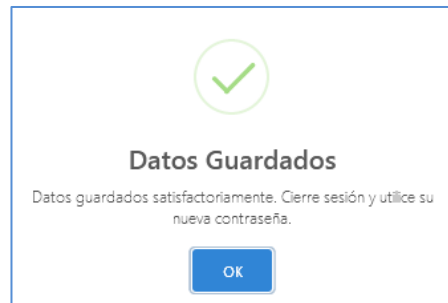 Datos Guardados
Datos guardados satisfactoriamente. Cierre sesión y utilice su
nueva contraseña.
OK